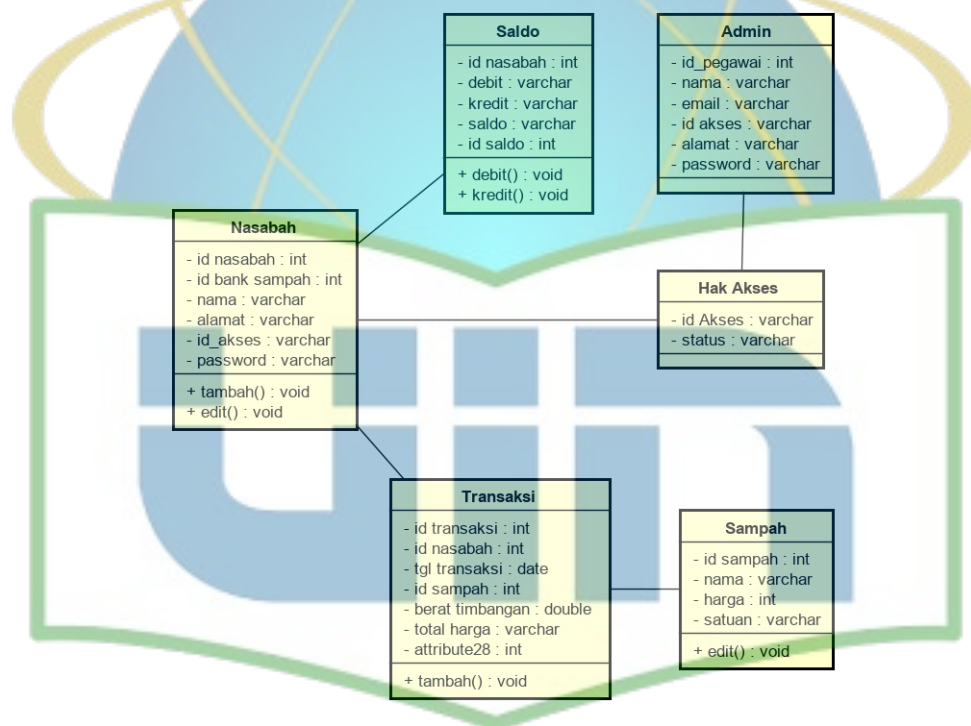 Saldo
- id nasabah : int
- debit : varchar
- kredit : varchar
- saldo : varchar
- id saldo : int
+ debit() : void
+ kredit() : void
Admin
- id_pegawai : int
- nama : varchar
- email : varchar
- id akses : varchar
- alamat : varchar
- password : varchar
Nasabah
- id nasabah : int
- id bank sampah : int
- nama : varchar
- alamat : varchar
- id_akses : varchar
- password : varchar
+ tambah() : void
+ edit() : void
Hak Akses
- id Akses : varchar
- status : varchar
Transaksi
- id transaksi : int
- id nasabah : int
- tgl transaksi : date
- id sampah : int
- berat timbangan : double
- total harga : varchar
- attribute28 : int
+ tambah() : void
Sampah
- id sampah : int
- nama : varchar
- harga : int
- satuan : varchar
+ edit() : void
UIN